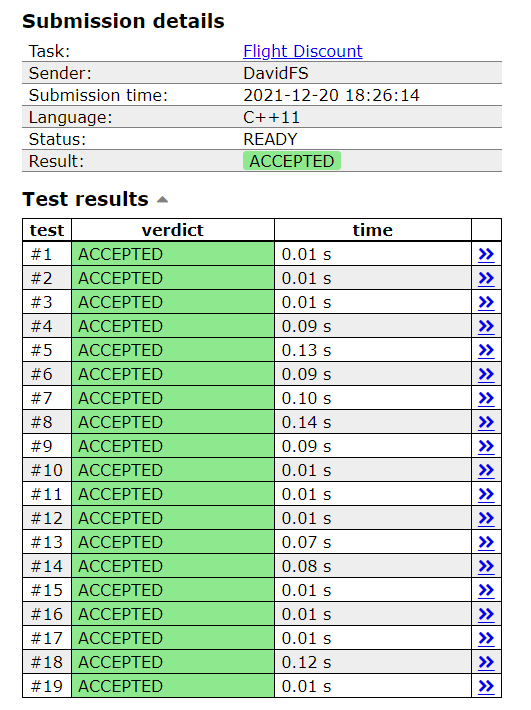 Submission details
Task: Flight Discount
Sender: DavidFS
Submission time: 2021-12-20 18:26:14
Language: C++11
Status: READY
Result: ACCEPTED
Test results
test verdict time
#1 ACCEPTED 0.01 s
#2 ACCEPTED 0.01 s
#3 ACCEPTED 0.01 s
#4 ACCEPTED 0.09 s
#5 ACCEPTED 0.13 s
#6 ACCEPTED 0.09 s
#7 ACCEPTED 0.10 s
#8 ACCEPTED 0.14 s
#9 ACCEPTED 0.09 s
#10 ACCEPTED 0.01 s
#11 ACCEPTED 0.01 s
#12 ACCEPTED 0.01 s
#13 ACCEPTED 0.07 s
#14 ACCEPTED 0.08 s
#15 ACCEPTED 0.01 s
#16 ACCEPTED 0.01 s
#17 ACCEPTED 0.01 s
#18 ACCEPTED 0.12 s
#19 ACCEPTED 0.01 s